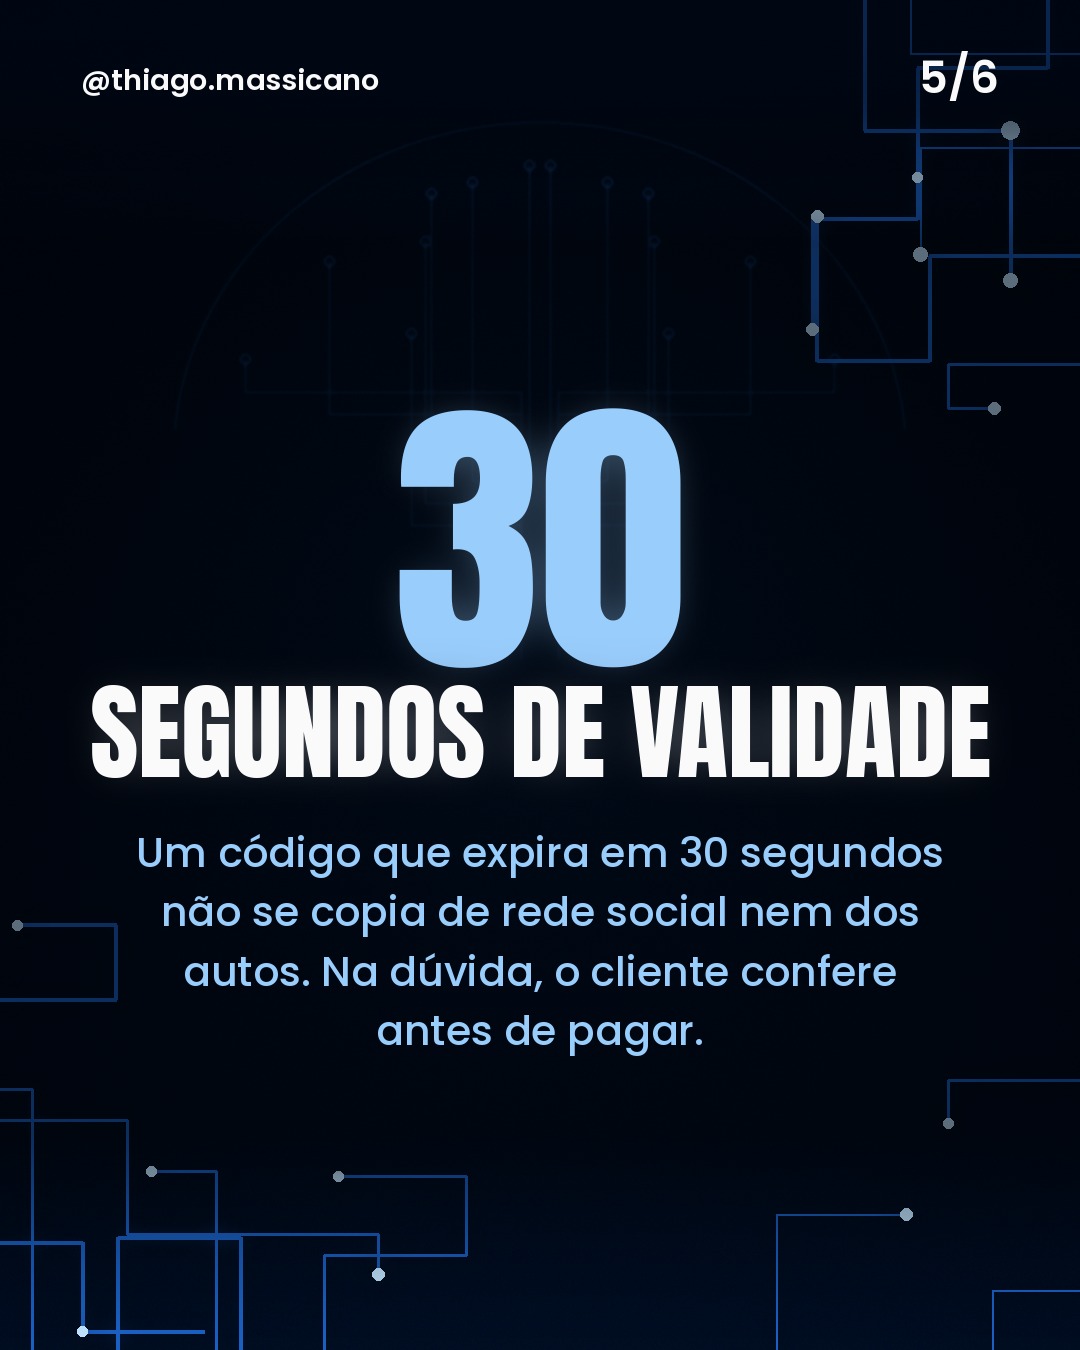 @thiago.massicano
5/6
30
SEGUNDOS DE VALIDADE
Um código que expira em 30 segundos
não se copia de rede social nem dos
autos. Na dúvida, o cliente confere
antes de pagar.